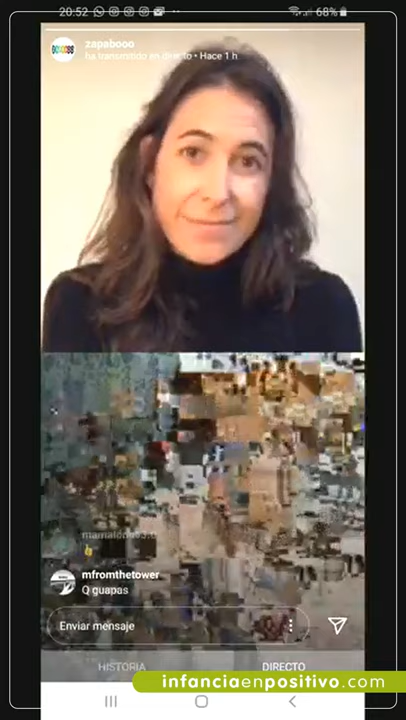 20:52
68%
zapabooo
ha transmitido en directo • Hace 1 h
mfromthetower
Q guapas
Enviar mensaje
HISTORIA
DIRECTO
infanciaenpositivo.com